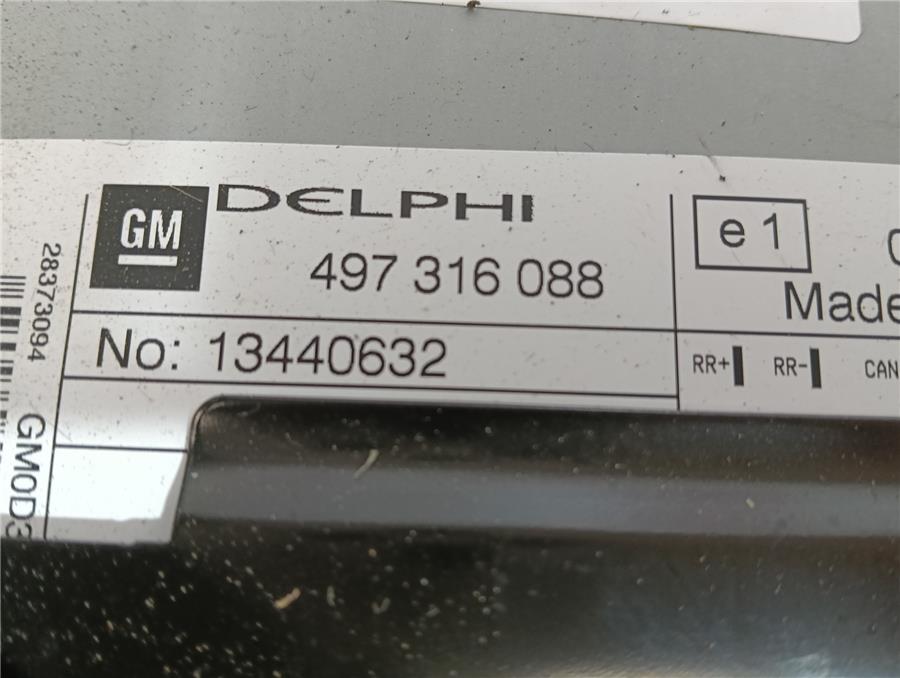 GM DELPHI
497 316 088
No: 13440632
e 1
Made
RR+ RR- CAN
28373094
GM0D3